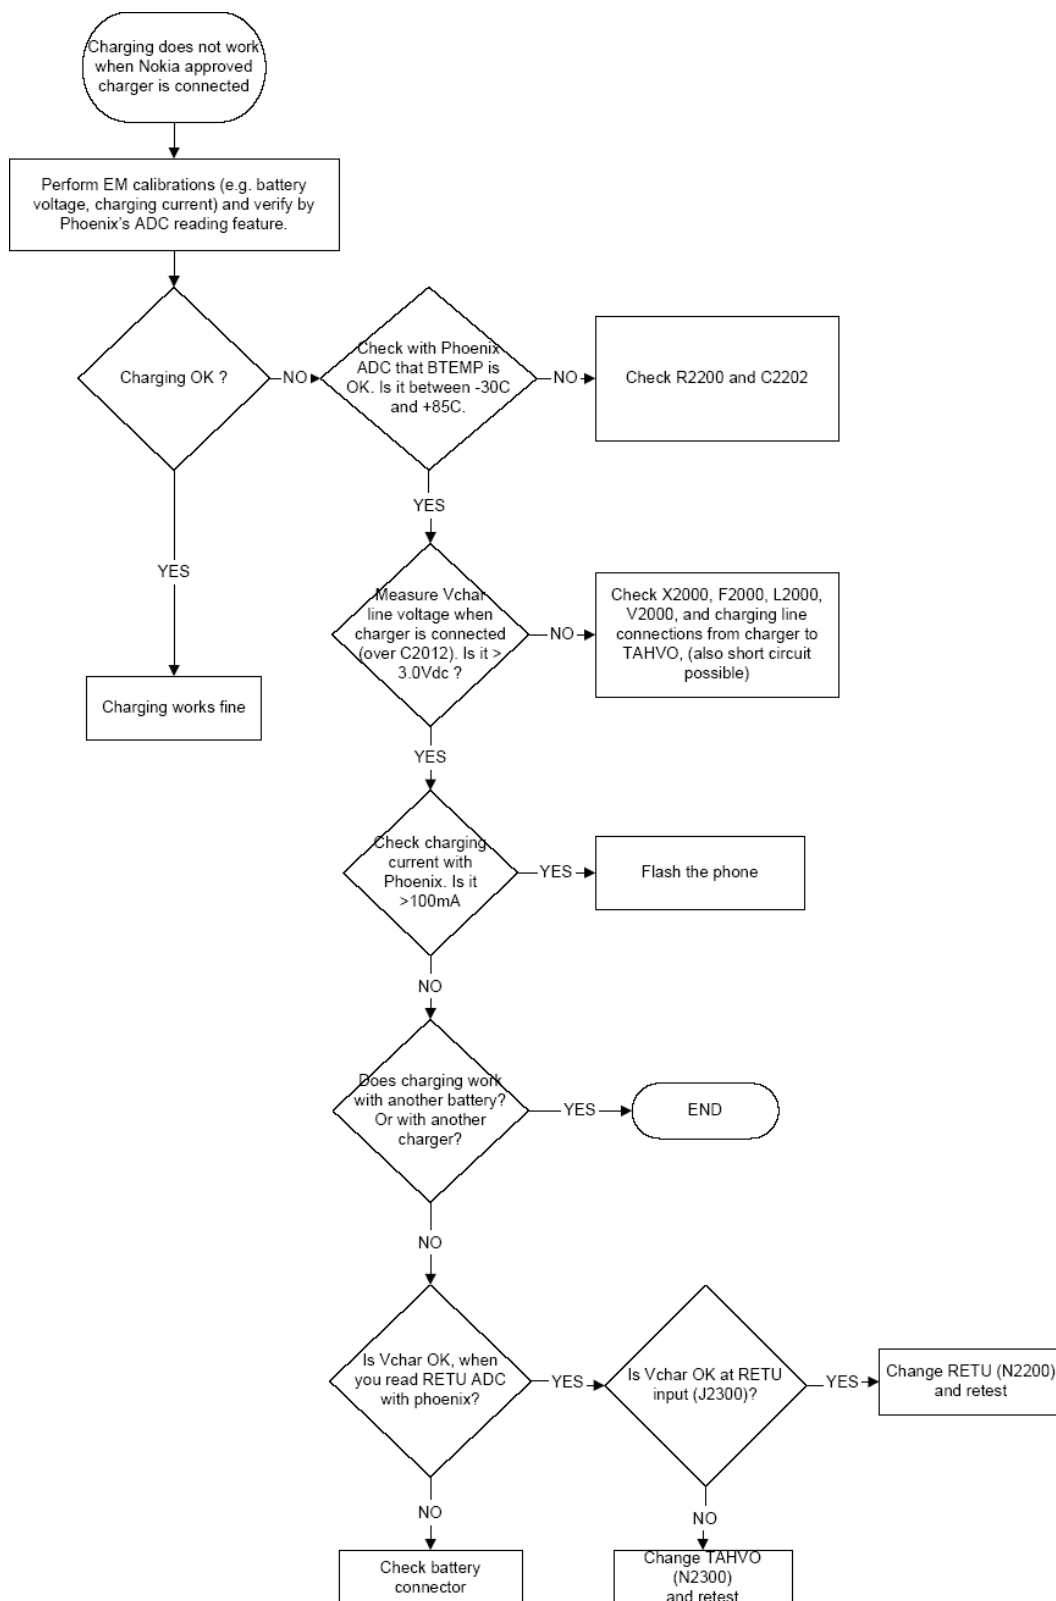 Charging does not work
when Nokia approved
charger is connected
Perform EM calibrations (e.g. battery
voltage, charging current) and verify by
Phoenix's ADC reading feature.
Charging OK ?
NO
Check with Phoenix
ADC that BTEMP is
OK. Is it between -30C
and +85C.
NO
Check R2200 and C2202
YES
YES
Measure Vchar
line voltage when
charger is connected
(over C2012). Is it >
3.0Vdc ?
NO
Check X2000, F2000, L2000,
V2000, and charging line
connections from charger to
TAHVO, (also short circuit
possible)
Charging works fine
YES
Check charging
current with
Phoenix. Is it
>100mA
YES
Flash the phone
NO
Does charging work
with another battery?
Or with another
charger?
YES
END
NO
Is Vchar OK, when
you read RETU ADC
with phoenix?
YES
Is Vchar OK at RETU
input (J2300)?
YES
Change RETU (N2200)
and retest
NO
NO
Check battery
connector
Change TAHVO
(N2300)
and retest